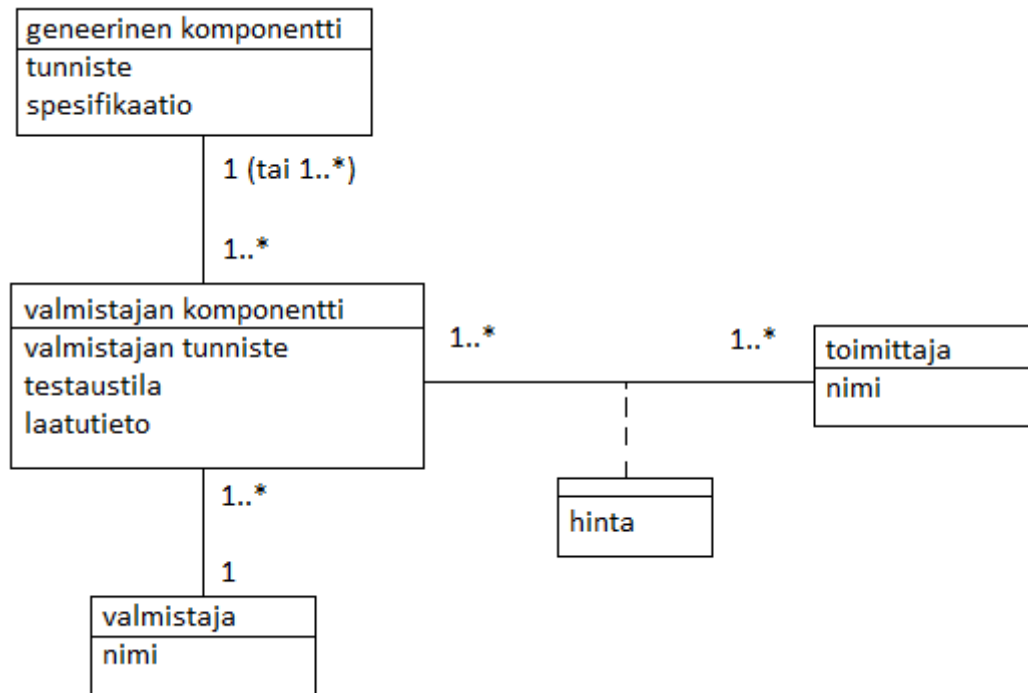 geneerinen komponentti
tunniste
spesifikaatio
1 (tai 1..*)
1..*
valmistajan komponentti
valmistajan tunniste
testaustila
laatutieto
1..*
1..*
toimittaja
nimi
hinta
1..*
1
valmistaja
nimi